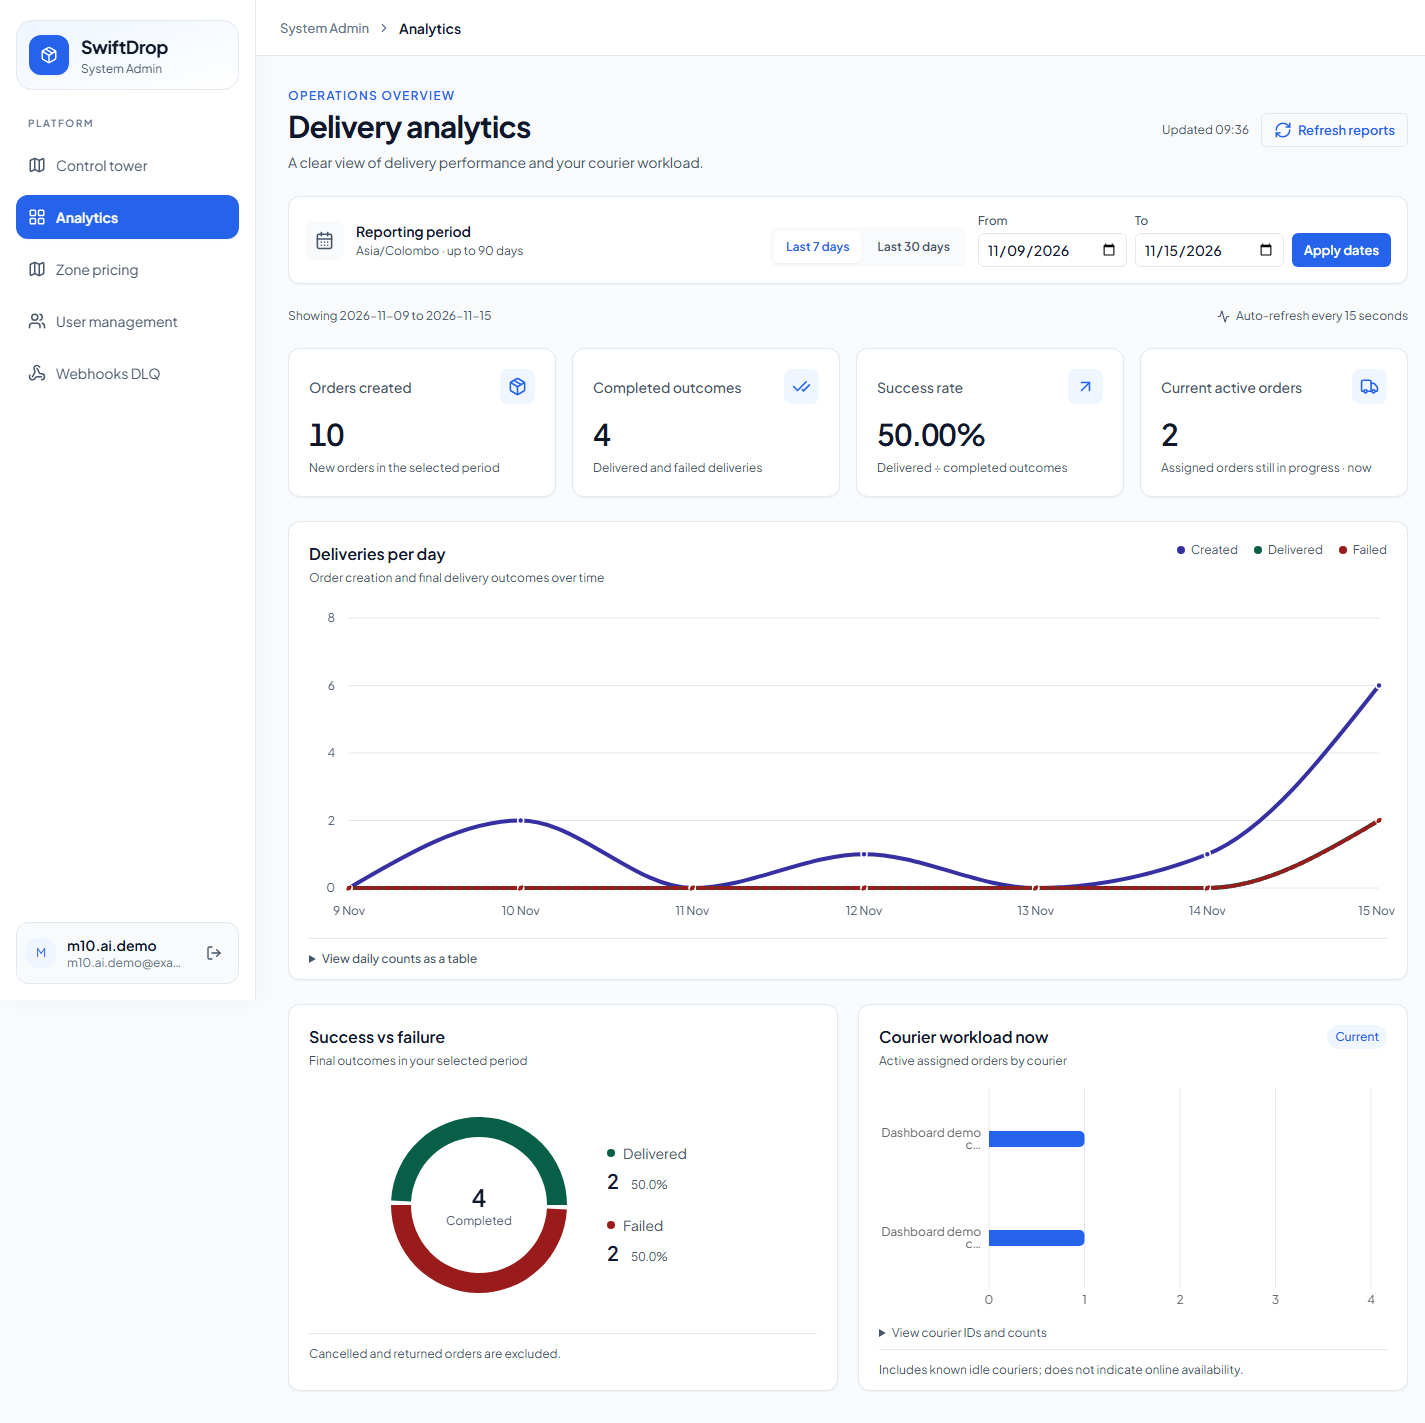 SwiftDrop
System Admin
PLATFORM
Control tower
Analytics
Zone pricing
User management
Webhooks DLQ
M
m10.ai.demo
m10.ai.demo@exa...
System Admin > Analytics
OPERATIONS OVERVIEW
Delivery analytics
A clear view of delivery performance and your courier workload.
Updated 09:36
Refresh reports
Reporting period
Asia/Colombo · up to 90 days
Last 7 days
Last 30 days
From
11/09/2026
To
11/15/2026
Apply dates
Showing 2026-11-09 to 2026-11-15
Auto-refresh every 15 seconds
Orders created
10
New orders in the selected period
Completed outcomes
4
Delivered and failed deliveries
Success rate
50.00%
Delivered ÷ completed outcomes
Current active orders
2
Assigned orders still in progress · now
Deliveries per day
Order creation and final delivery outcomes over time
Created
Delivered
Failed
8
6
4
2
0
9 Nov
10 Nov
11 Nov
12 Nov
13 Nov
14 Nov
15 Nov
View daily counts as a table
Success vs failure
Final outcomes in your selected period
4
Completed
Delivered
2 50.0%
Failed
2 50.0%
Cancelled and returned orders are excluded.
Courier workload now
Current
Active assigned orders by courier
Dashboard demo
c...
Dashboard demo
c...
0
1
2
3
4
View courier IDs and counts
Includes known idle couriers; does not indicate online availability.